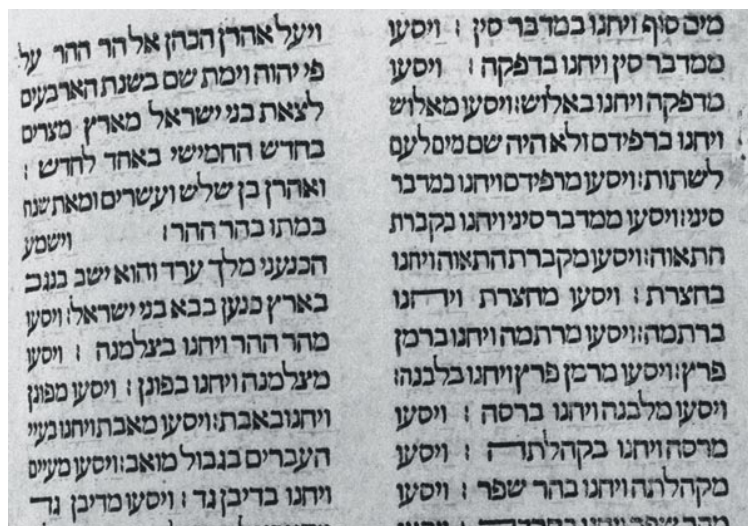 מים סוף ויחנו במדבר סין : ויסעו
ממדבר סין ויחנו בדפקה : ויסעו
מדפקה ויחנו באלוש:ויסעו מאלוש
ויחנו ברפידם ולא היה שם מים לעם
לשתות:ויסעו מרפידם ויחנו במדבר
סיני:ויסעו ממדבר סיני ויחנו בקברת
התאוה:ויסעו מקברת התאוה ויחנו
בחצרת : ויסעו מחצרת ויחנו
ברתמה:ויסעו מרתמה ויחנו ברמן
פרץ:ויסעו מרמן פרץ ויחנו בלבנה:
ויסעו מלבנה ויחנו ברסה : ויסעו
מרסה ויחנו בקהלתה : ויסעו
מקהלתה ויחנו בהר שפר : ויסעו
מהר שפר ויחנו בחרדה : ויסעו
ויעל אהרן הכהן אל הר ההר על
פי יהוה וימת שם בשנת הארבעים
לצאת בני ישראל מארץ מצרים
בחדש החמישי באחד לחדש :
ואהרן בן שלש ועשרים ומאת שנה
במתו בהר ההר: וישמע
הכנעני מלך ערד והוא ישב בנגב
בארץ כנען בבא בני ישראל:ויסעו
מהר ההר ויחנו בצלמנה : ויסעו
מצלמנה ויחנו בפונן : ויסעו מפונן
ויחנו באבת:ויסעו מאבת ויחנו בעיי
העברים בגבול מואב:ויסעו מעיים
ויחנו בדיבן גד : ויסעו מדיבן גד